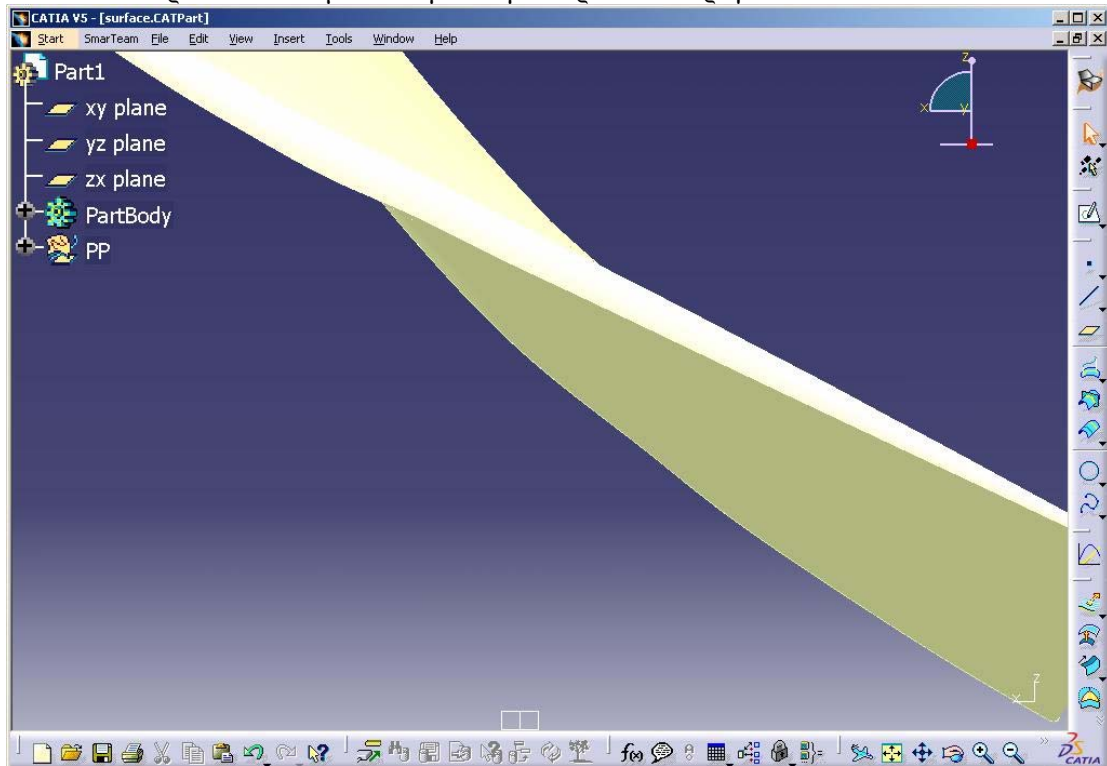 CATIA V5 - [surface.CATPart]
Start SmarTeam File Edit View Insert Tools Window Help
Part1
xy plane
yz plane
zx plane
PartBody
PP
z
x y
z
x
f(x)
CATIA